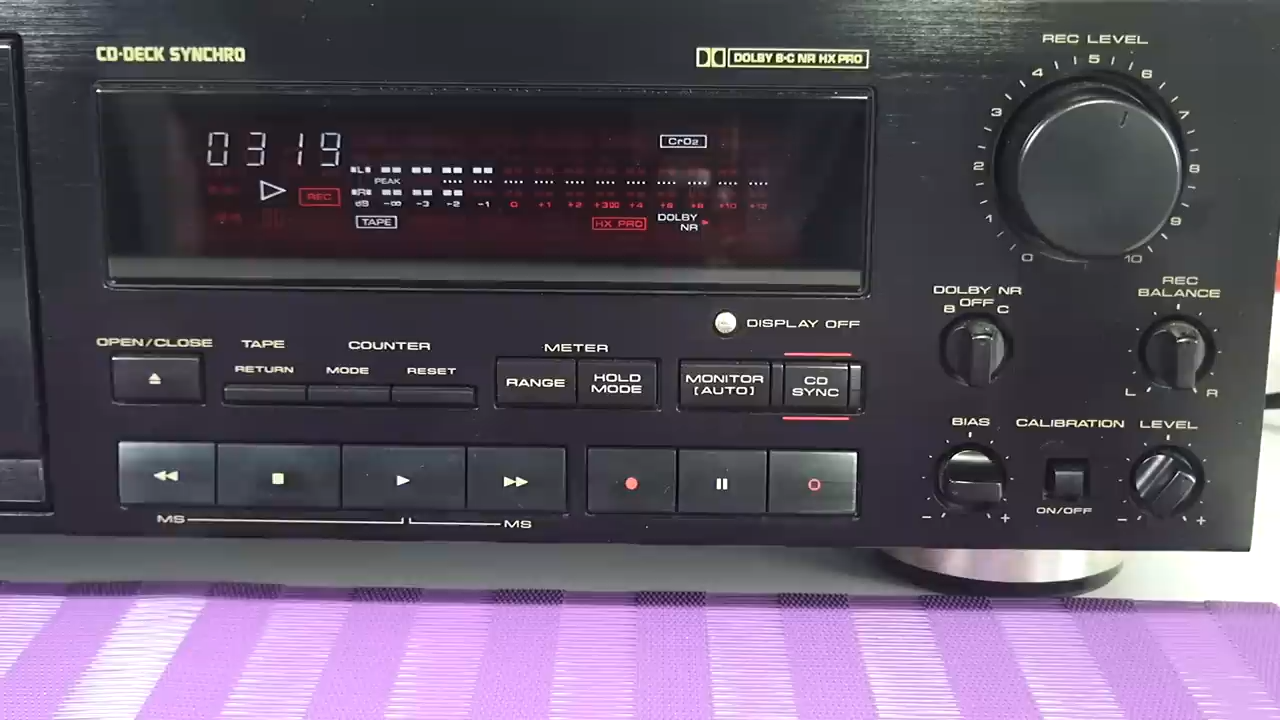 CD·DECK SYNCHRO
DOLBY B·C NR HX PRO
REC LEVEL
0 1 2 3 4 5 6 7 8 9 10
0319
CrO2
L
PEAK
REC
R
dB -∞ -3 -2 -1 0 +1 +2 +3 +4 +6 +8 +10 +12
TAPE
HX PRO
DOLBY NR
DISPLAY OFF
DOLBY NR
B OFF C
REC BALANCE
L R
OPEN/CLOSE
TAPE
RETURN
COUNTER
MODE RESET
METER
RANGE
HOLD MODE
MONITOR [AUTO]
CD SYNC
BIAS
- +
CALIBRATION
ON/OFF
LEVEL
- +
MS MS